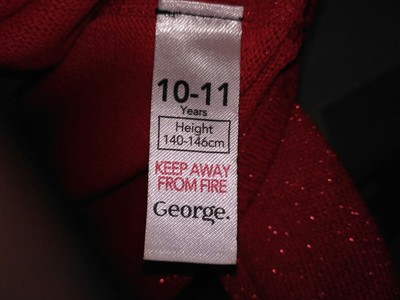 10-11
Years
Height
140-146cm
KEEP AWAY
FROM FIRE
George.